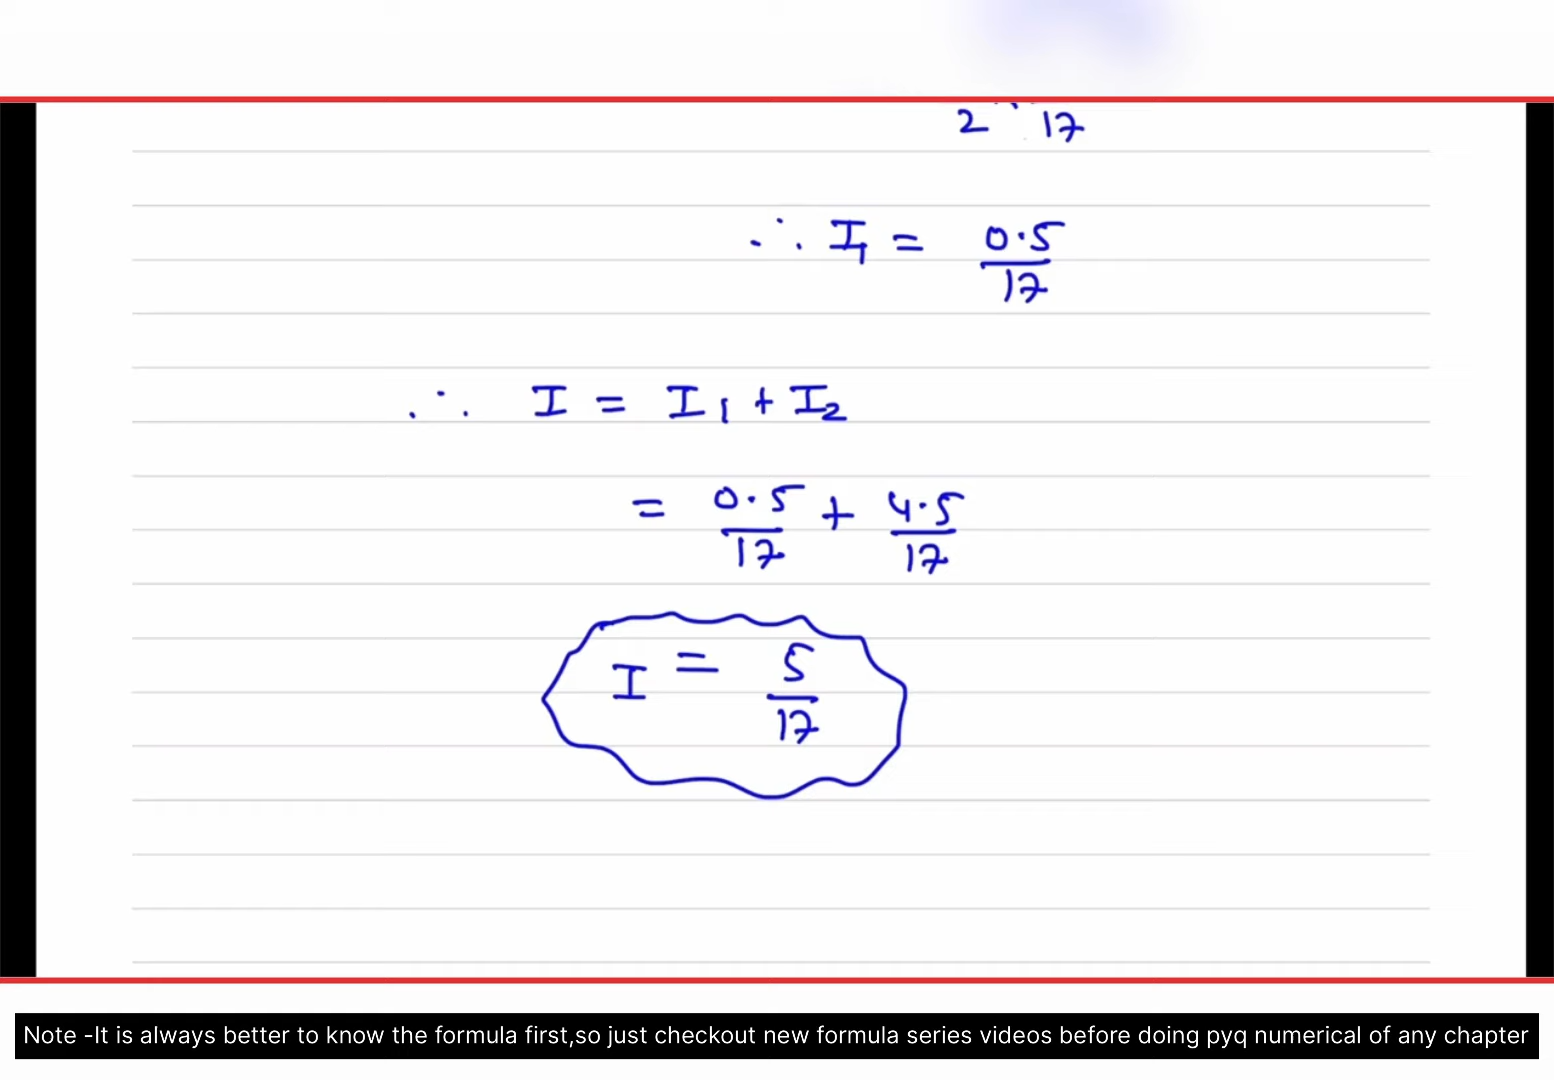 2 17
∴ I₁ = 0.5/17
∴ I = I₁ + I₂
= 0.5/17 + 4.5/17
I = 5/17
Note -It is always better to know the formula first,so just checkout new formula series videos before doing pyq numerical of any chapter